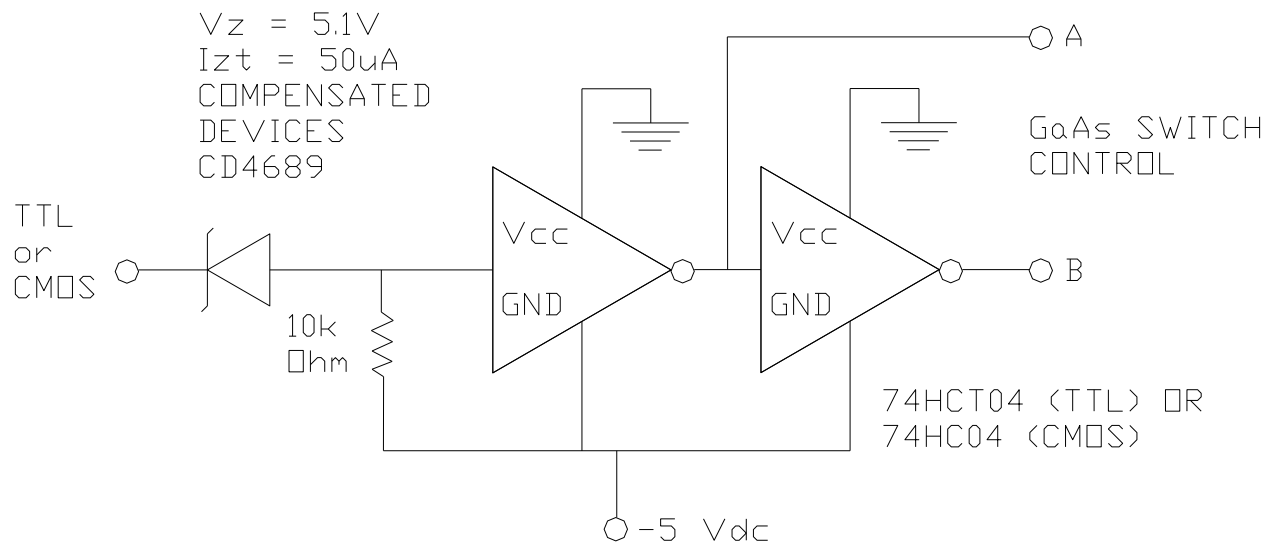 Vz = 5.1V
Izt = 50uA
COMPENSATED
DEVICES
CD4689
A
GaAs SWITCH
CONTROL
TTL
or
CMOS
Vcc
GND
Vcc
GND
B
10k
Ohm
74HCT04 (TTL) OR
74HC04 (CMOS)
-5 Vdc